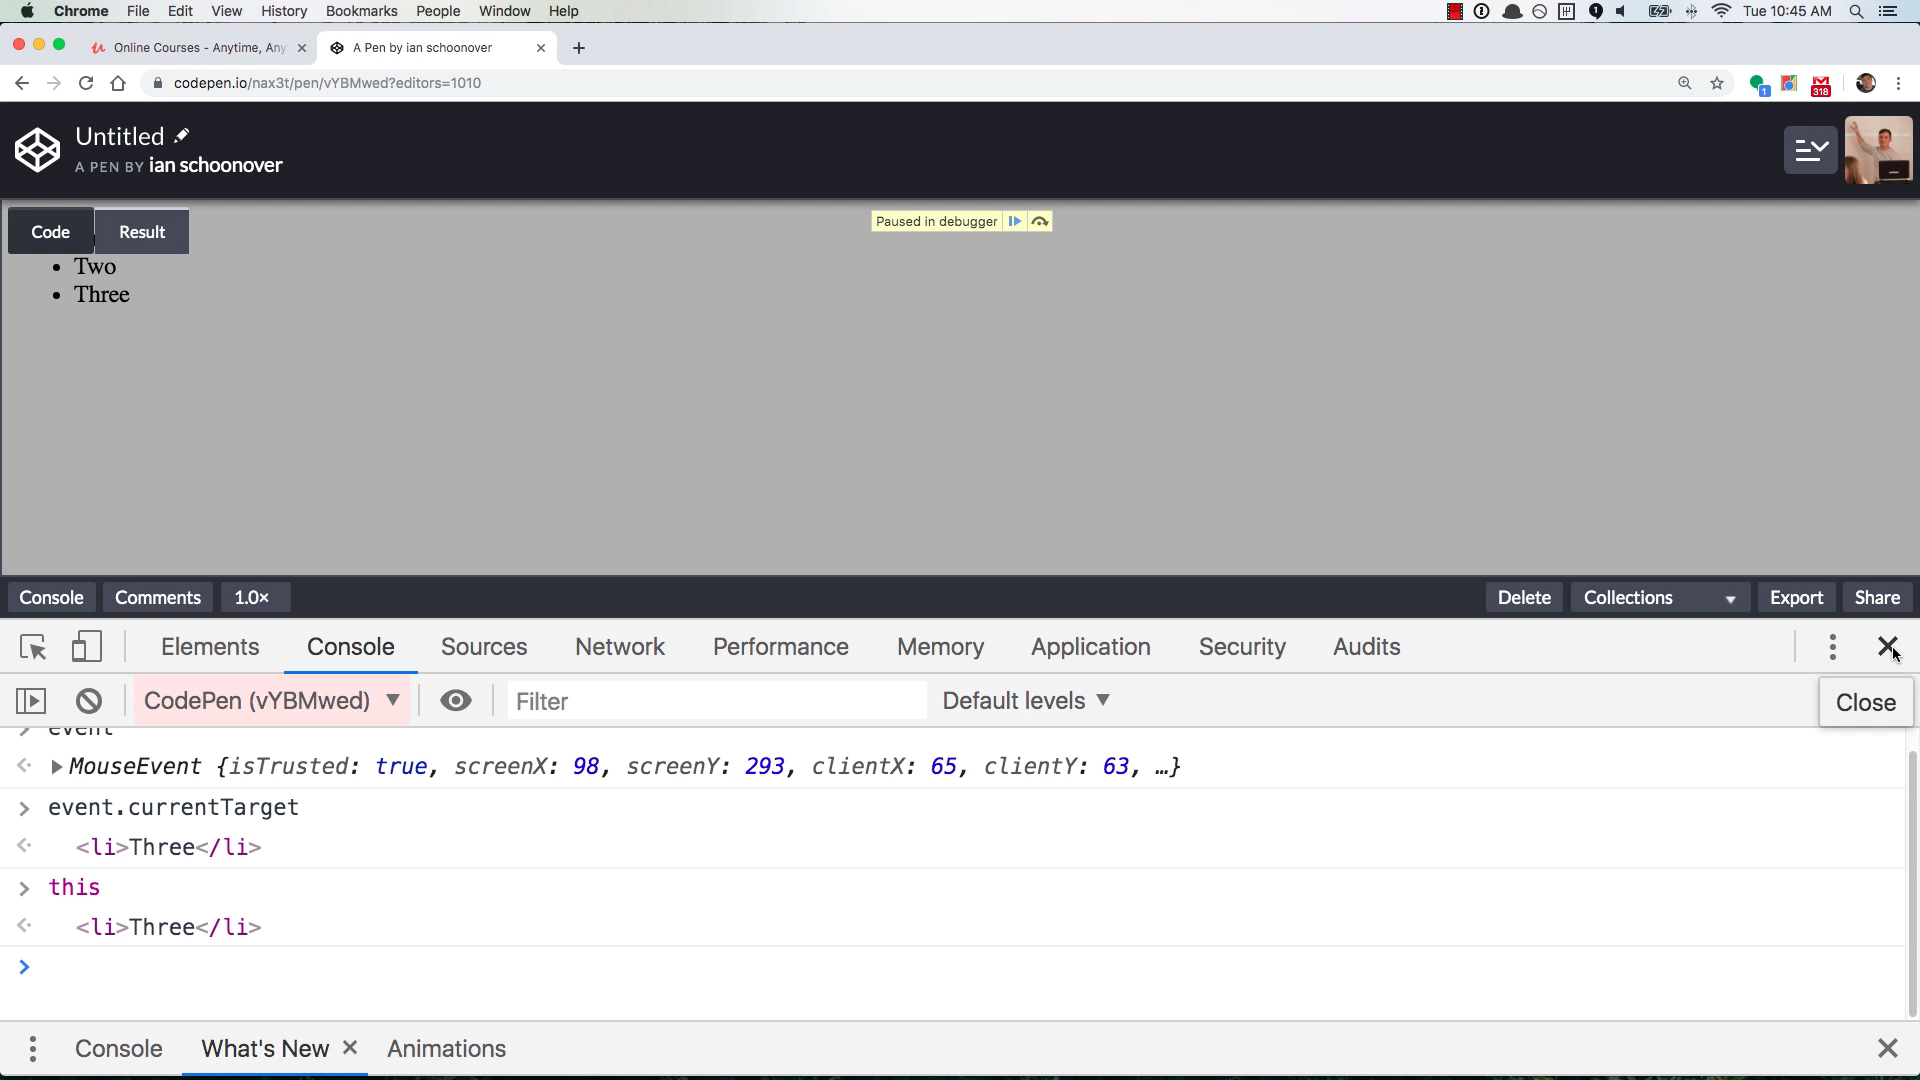 Chrome File Edit View History Bookmarks People Window Help
Tue 10:45 AM
Online Courses - Anytime, Any
A Pen by ian schoonover
codepen.io/nax3t/pen/vYBMwed?editors=1010
1
318
Untitled
A PEN BY ian schoonover
Code Result
Paused in debugger
Two
Three
Console Comments 1.0× Delete Collections Export Share
Elements Console Sources Network Performance Memory Application Security Audits
CodePen (vYBMwed) ▼ Filter Default levels ▼
Close
> event
MouseEvent {isTrusted: true, screenX: 98, screenY: 293, clientX: 65, clientY: 63, …}
> event.currentTarget
<li>Three</li>
> this
<li>Three</li>
>
Console What's New × Animations